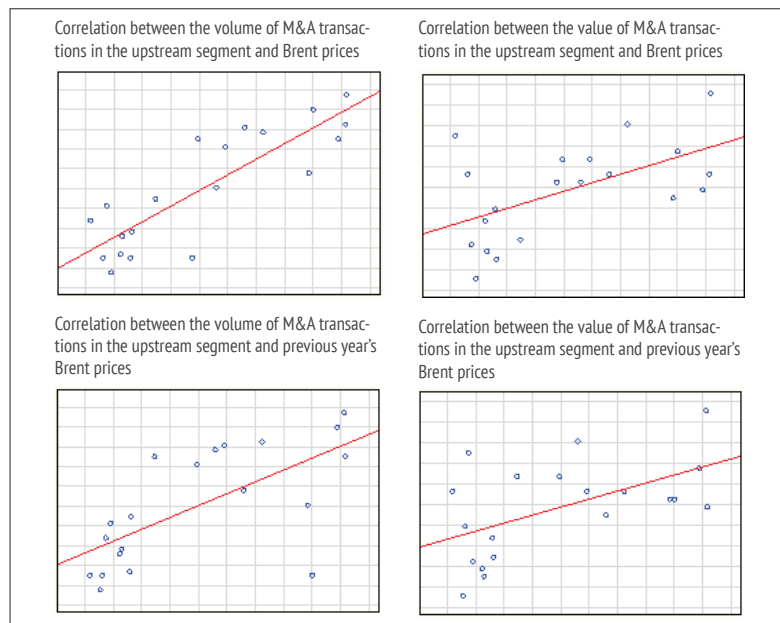 Correlation between the volume of M&A transac-
tions in the upstream segment and Brent prices
Correlation between the value of M&A transac-
tions in the upstream segment and Brent prices
Correlation between the volume of M&A transac-
tions in the upstream segment and previous year's
Brent prices
Correlation between the value of M&A transac-
tions in the upstream segment and previous year's
Brent prices